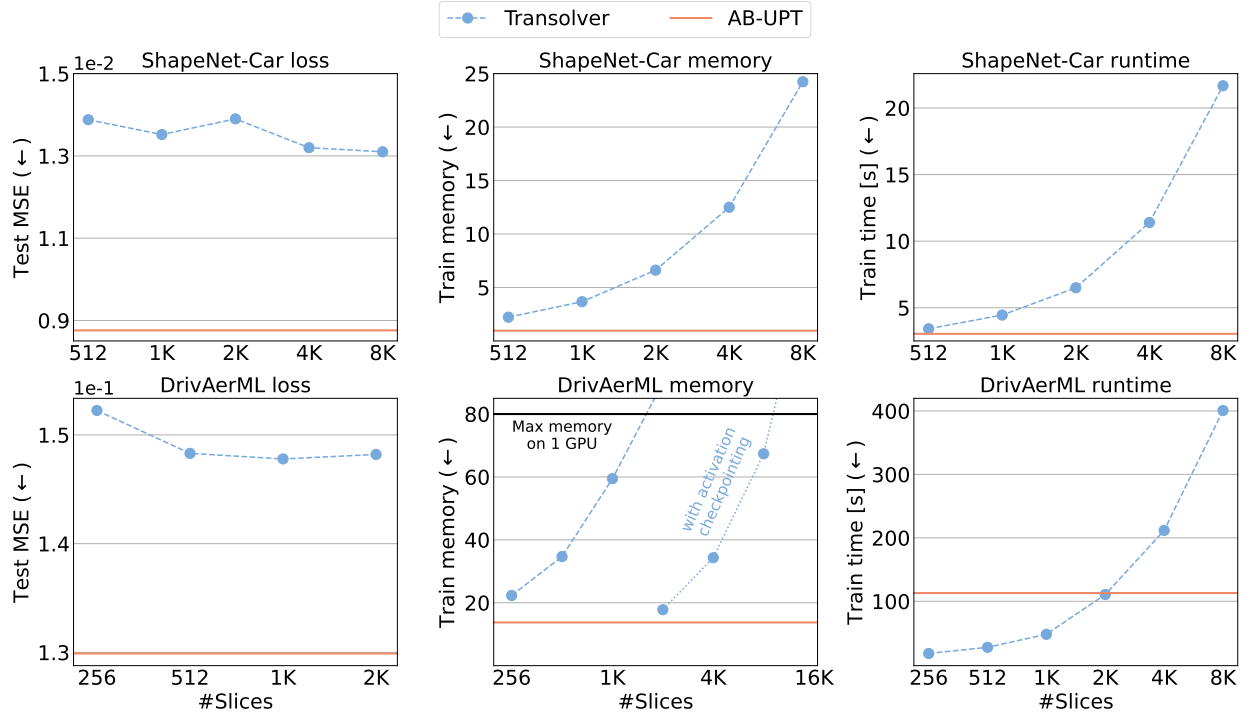 Transolver
AB-UPT
ShapeNet-Car loss
1e-2
1.5
1.3
1.1
0.9
Test MSE (←)
512 1K 2K 4K 8K
ShapeNet-Car memory
25
20
15
10
5
Train memory (←)
512 1K 2K 4K 8K
ShapeNet-Car runtime
20
15
10
5
Train time [s] (←)
512 1K 2K 4K 8K
DrivAerML loss
1e-1
1.5
1.4
1.3
Test MSE (←)
256 512 1K 2K
#Slices
DrivAerML memory
80
60
40
20
Train memory (←)
Max memory
on 1 GPU
with activation
checkpointing
256 1K 4K 16K
#Slices
DrivAerML runtime
400
300
200
100
Train time [s] (←)
256 512 1K 2K 4K 8K
#Slices